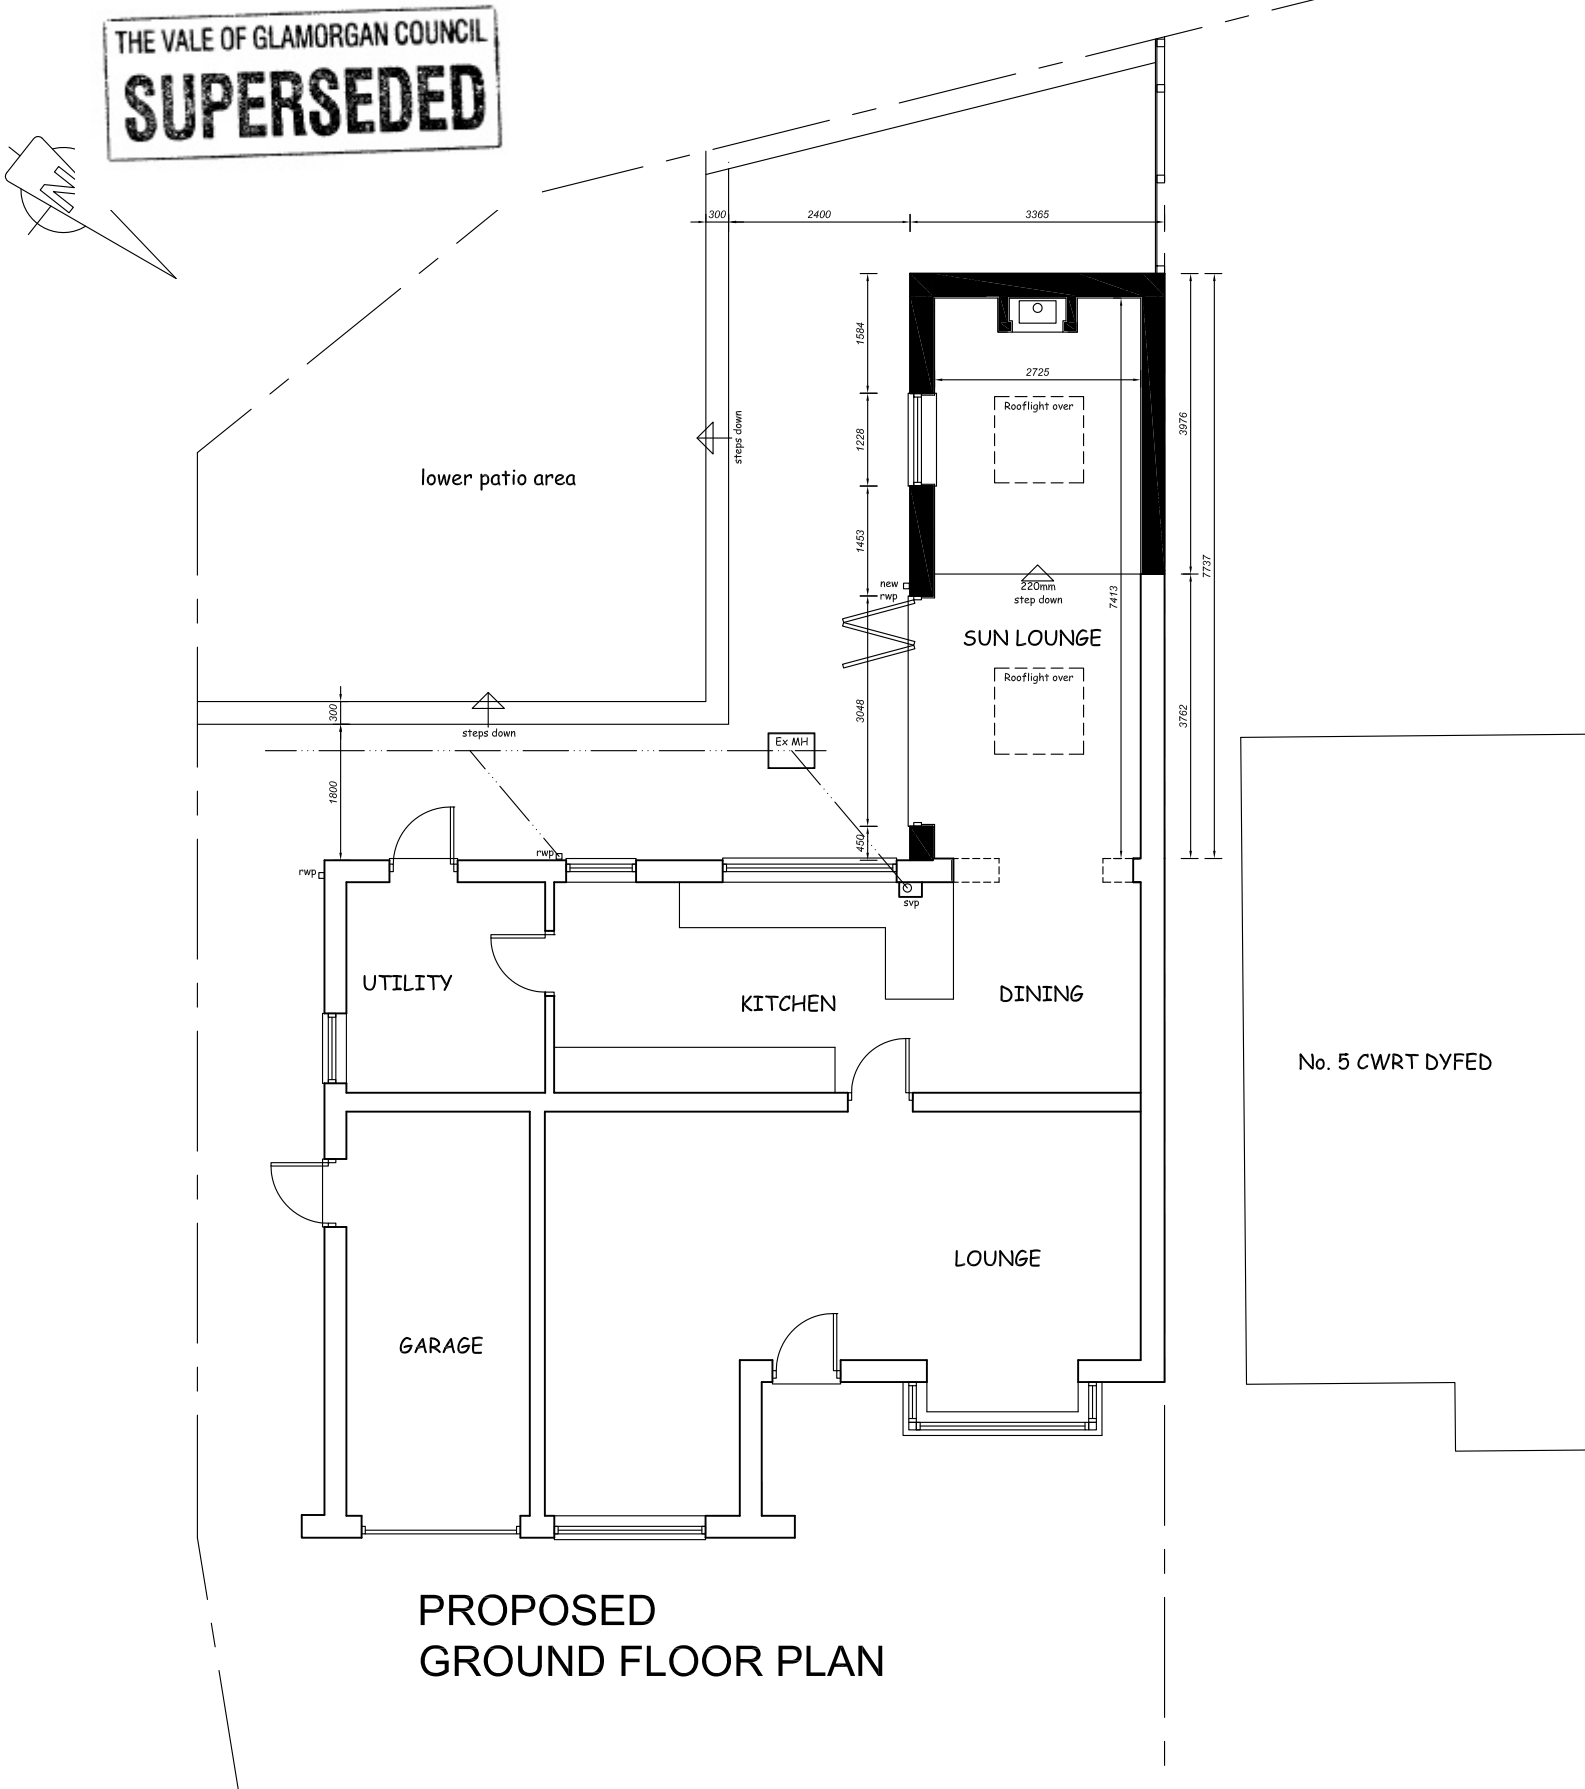 THE VALE OF GLAMORGAN COUNCIL
SUPERSEDED
N
300
2400
3365
1584
2725
Rooflight over
1228
3976
steps down
lower patio area
1453
7737
new
rwp
220mm
step down
7413
SUN LOUNGE
Rooflight over
300
3048
3762
steps down
Ex MH
1800
450
rwp
rwp
svp
UTILITY
KITCHEN
DINING
No. 5 CWRT DYFED
LOUNGE
GARAGE
PROPOSED
GROUND FLOOR PLAN